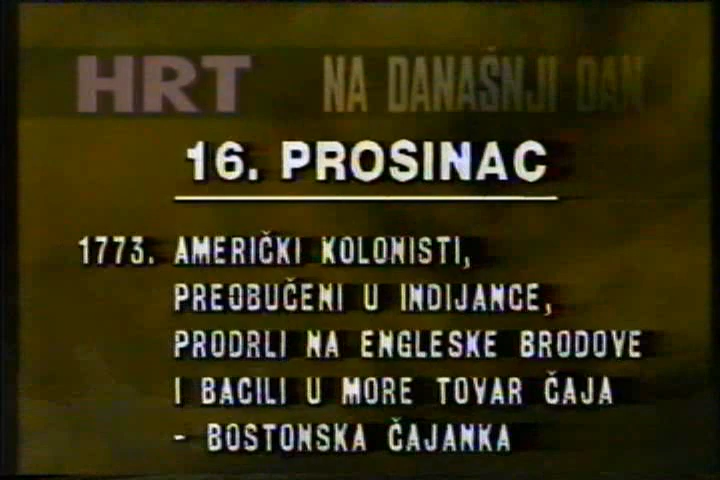 HRT NA DANAŠNJI DAN
16. PROSINAC
1773. AMERIČKI KOLONISTI,
PREOBUČENI U INDIJANCE,
PRODRLI NA ENGLESKE BRODOVE
I BACILI U MORE TOVAR ČAJA
- BOSTONSKA ČAJANKA